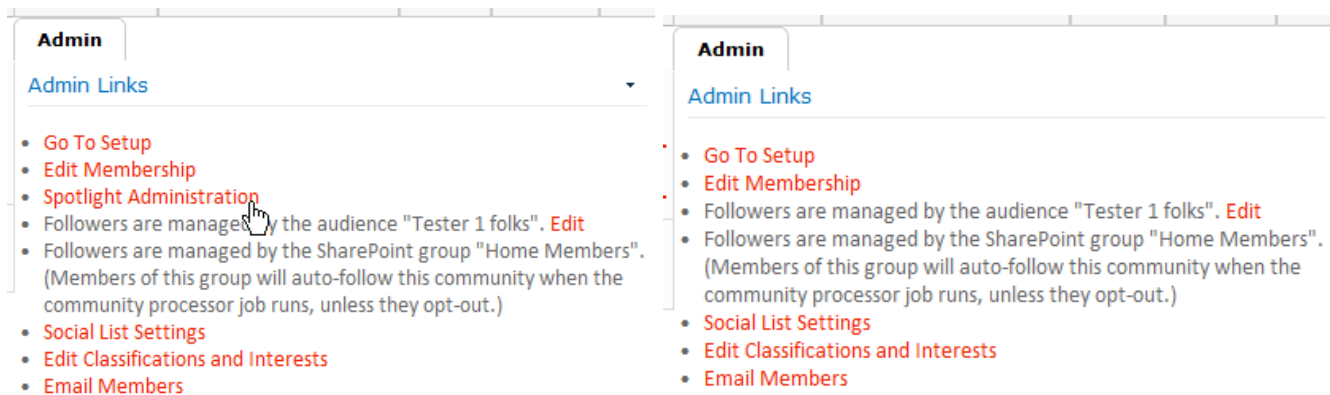 Admin
Admin Links
Go To Setup
Edit Membership
Spotlight Administration
Followers are managed by the audience "Tester 1 folks". Edit
Followers are managed by the SharePoint group "Home Members".
(Members of this group will auto-follow this community when the
community processor job runs, unless they opt-out.)
Social List Settings
Edit Classifications and Interests
Email Members
Admin
Admin Links
Go To Setup
Edit Membership
Followers are managed by the audience "Tester 1 folks". Edit
Followers are managed by the SharePoint group "Home Members".
(Members of this group will auto-follow this community when the
community processor job runs, unless they opt-out.)
Social List Settings
Edit Classifications and Interests
Email Members